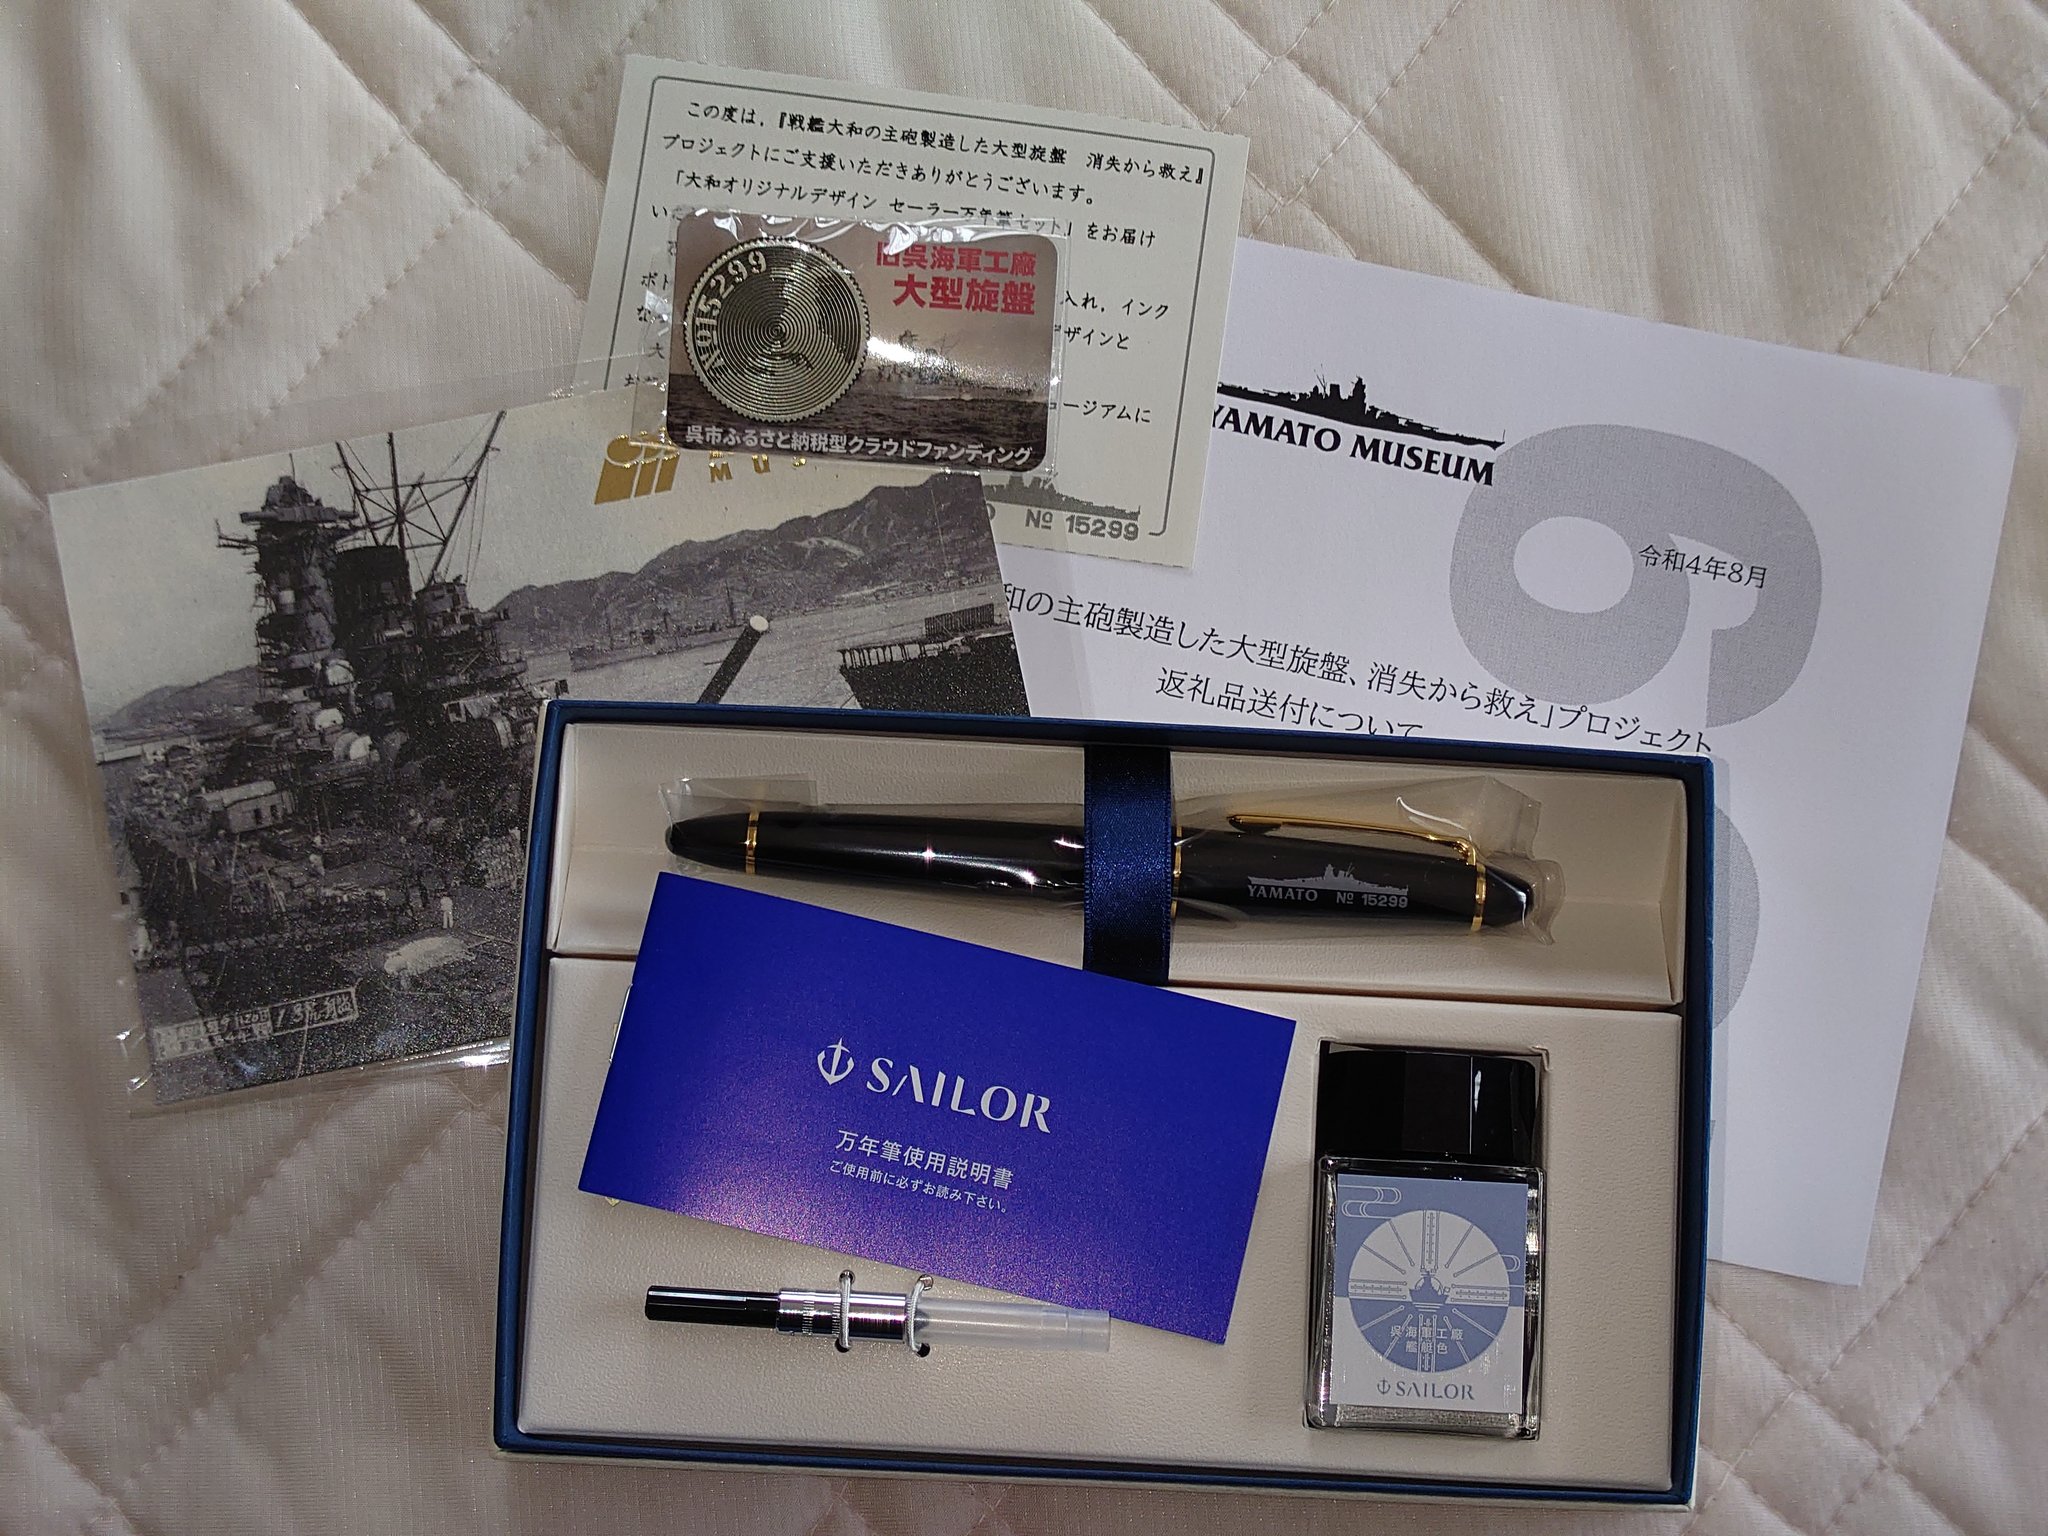 この度は,『戦艦大和の主砲製造した大型旋盤 消失から救え』
プロジェクトにご支援いただきありがとうございます。
「大和オリジナルデザイン セーラー万年筆セット」をお届け
い
ボト
入れ,インク
な
デザインと
大
ュージアムに
Nº 15299
Nº15299
旧呉海軍工廠
大型旋盤
呉市ふるさと納税型クラウドファンディング
YAMATO MUSEUM
令和4年8月
和の主砲製造した大型旋盤、消失から救え」プロジェクト
返礼品送付について
YAMATO Nº 15299
SAILOR
万年筆使用説明書
ご使用前に必ずお読み下さい。
呉海軍工廠
艦艇色
SAILOR